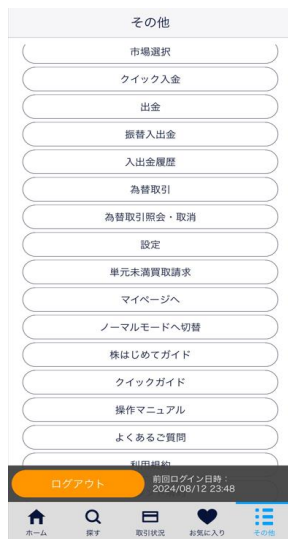 その他
市場選択
クイック入金
出金
振替入出金
入出金履歴
為替取引
為替取引照会・取消
設定
単元未満買取請求
マイページへ
ノーマルモードへ切替
株はじめてガイド
クイックガイド
操作マニュアル
よくあるご質問
利用規約
ログアウト
前回ログイン日時：
2024/08/12 23:48
ホーム
探す
取引状況
お気に入り
その他